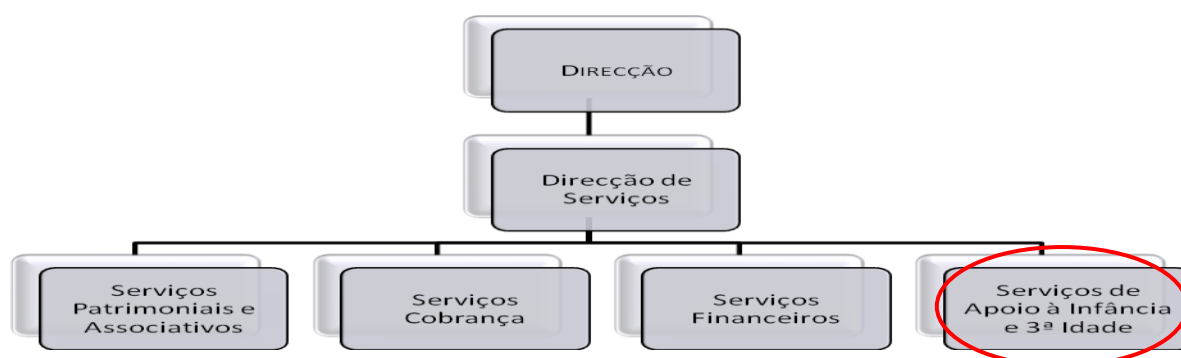 DIRECÇÃO
Direcção de
Serviços
Serviços
Patrimoniais e
Associativos
Serviços
Cobrança
Serviços
Financeiros
Serviços de
Apoio à Infância
e 3ª Idade